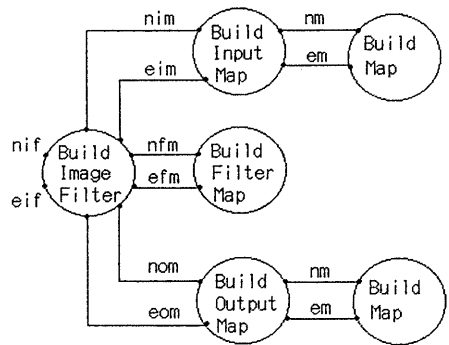 nim
nm
Build
Input
Map
Build
Map
eim
em
nif
Build
Image
Filter
eif
nfm
efm
Build
Filter
Map
nom
nm
Build
Output
Map
Build
Map
eom
em